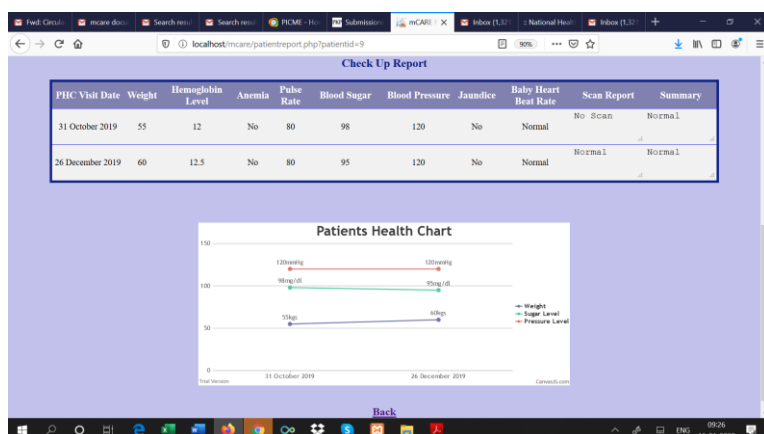 Fwd: Circular
mcare docu
Search resul
Search resul
PICME - Ho
Submission
mCARE
Inbox (1,32
National Heal
Inbox (1,32
localhost/mcare/patientreport.php?patientid=9
90%
Check Up Report
PHC Visit Date Weight Hemoglobin Level Anemia Pulse Rate Blood Sugar Blood Pressure Jaundice Baby Heart Beat Rate Scan Report Summary
31 October 2019 55 12 No 80 98 120 No Normal No Scan Normal
26 December 2019 60 12.5 No 80 95 120 No Normal Normal Normal
Patients Health Chart
150
120mmHg 120mmHg
100
98mg/dl 95mg/dl
55kgs 60kgs
50
0
Weight
Sugar Level
Pressure Level
31 October 2019 26 December 2019
Trial Version CanvasJS.com
Back
ENG
09:26